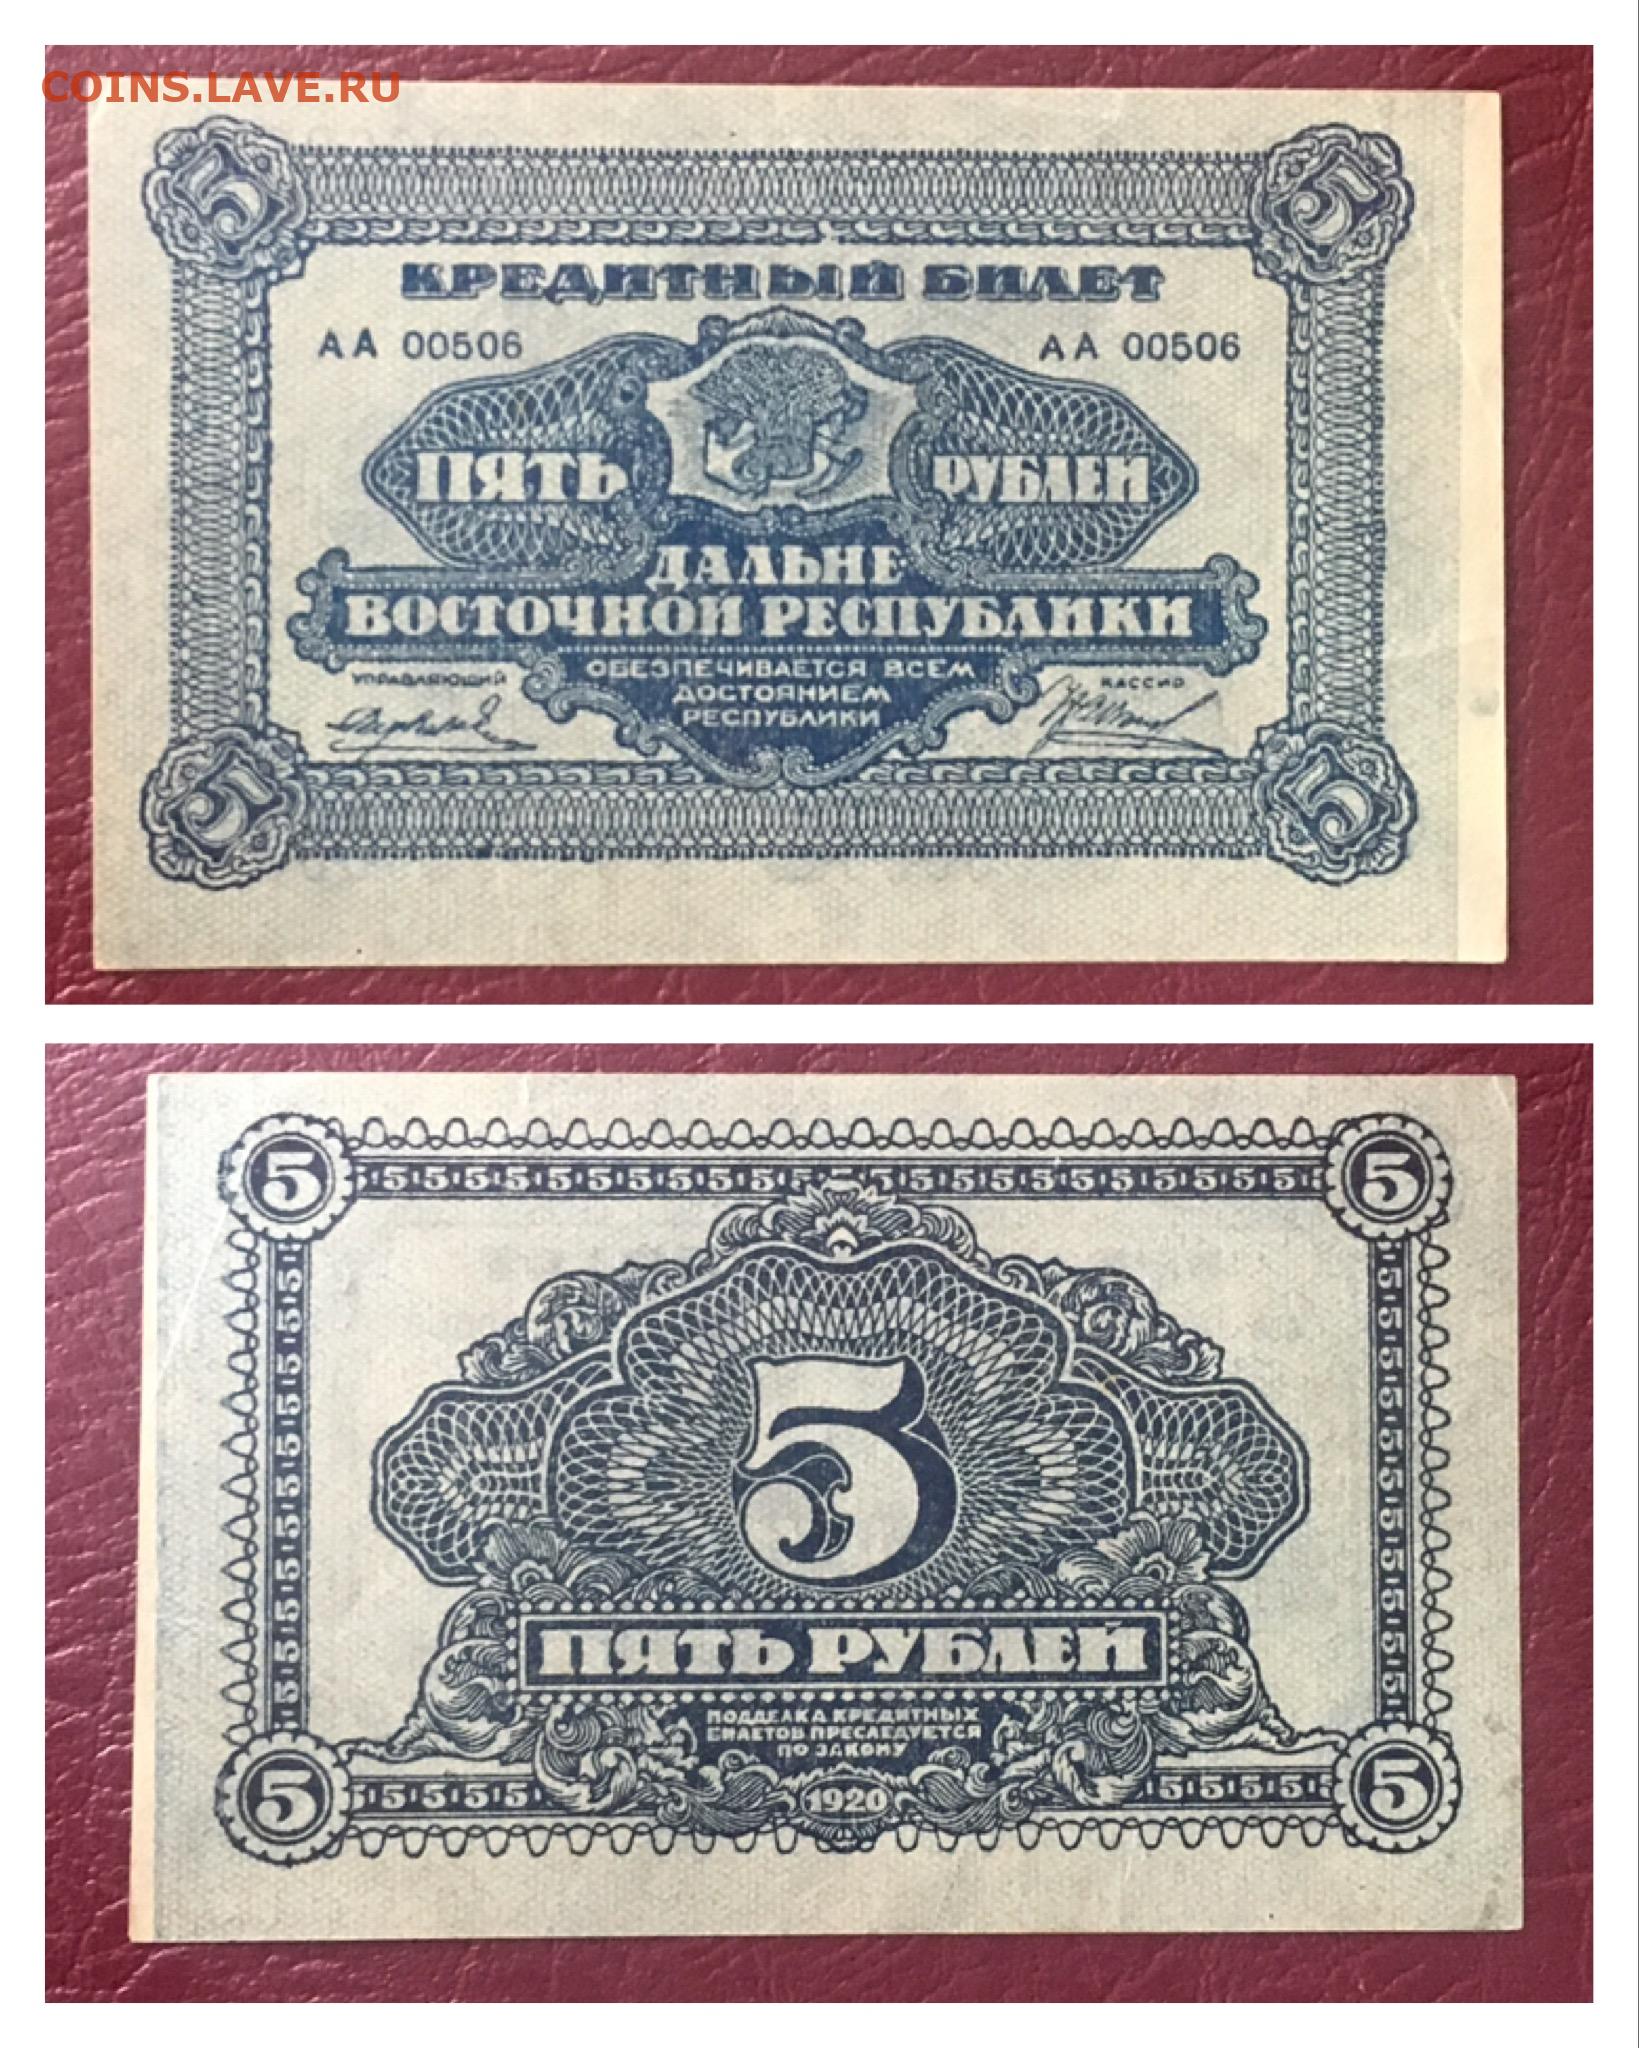 COINS.LAVE.RU
5 5
КРЕДИТНЫЙ БИЛЕТ
АА 00506 АА 00506
ПЯТЬ РУБЛЕЙ
ДАЛЬНЕ-
ВОСТОЧНОЙ РЕСПУБЛИКИ
УПРАВЛЯЮЩИЙ ОБЕЗПЕЧИВАЕТСЯ ВСЕМ КАССИР
ДОСТОЯНИЕМ
РЕСПУБЛИКИ
5 5
5 5
5
ПЯТЬ РУБЛЕЙ
ПОДДЕЛКА КРЕДИТНЫХ
БИЛЕТОВ ПРЕСЛЕДУЕТСЯ
ПО ЗАКОНУ
5 1920 5